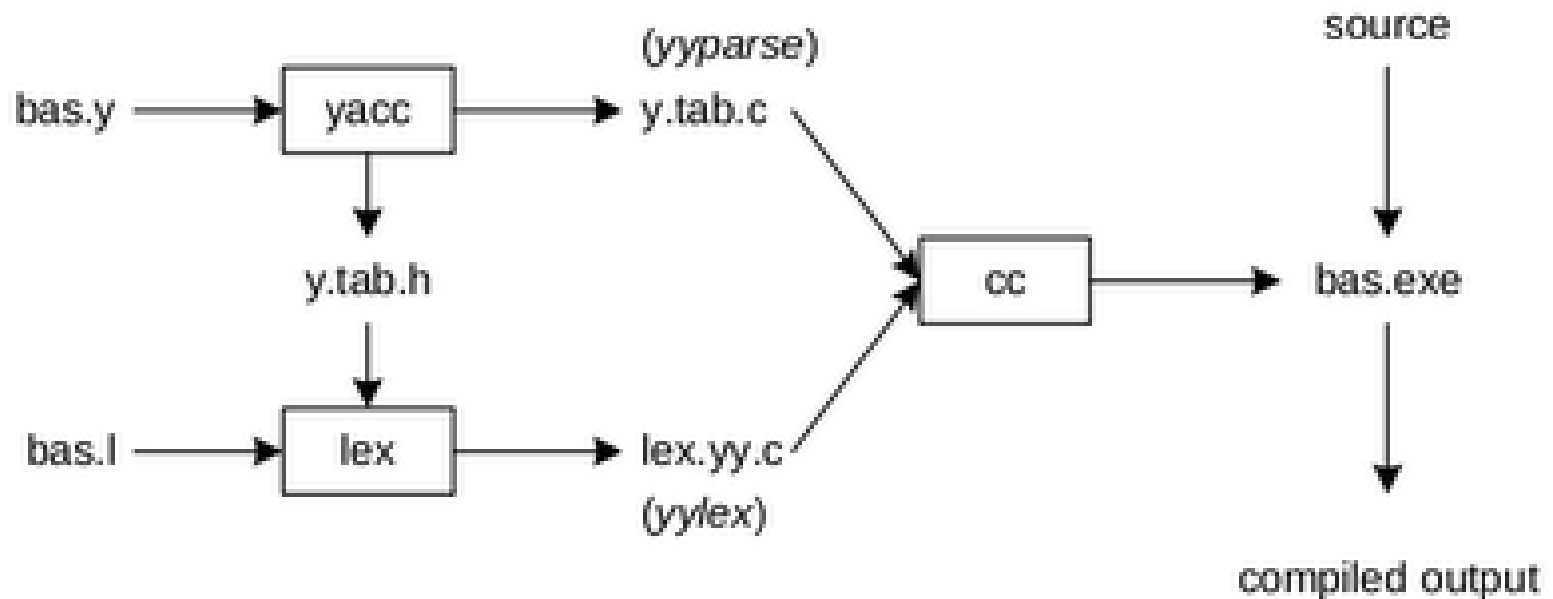 source
(yyparse)
bas.y
yacc
y.tab.c
y.tab.h
cc
bas.exe
bas.l
lex
lex.yy.c
(yylex)
compiled output